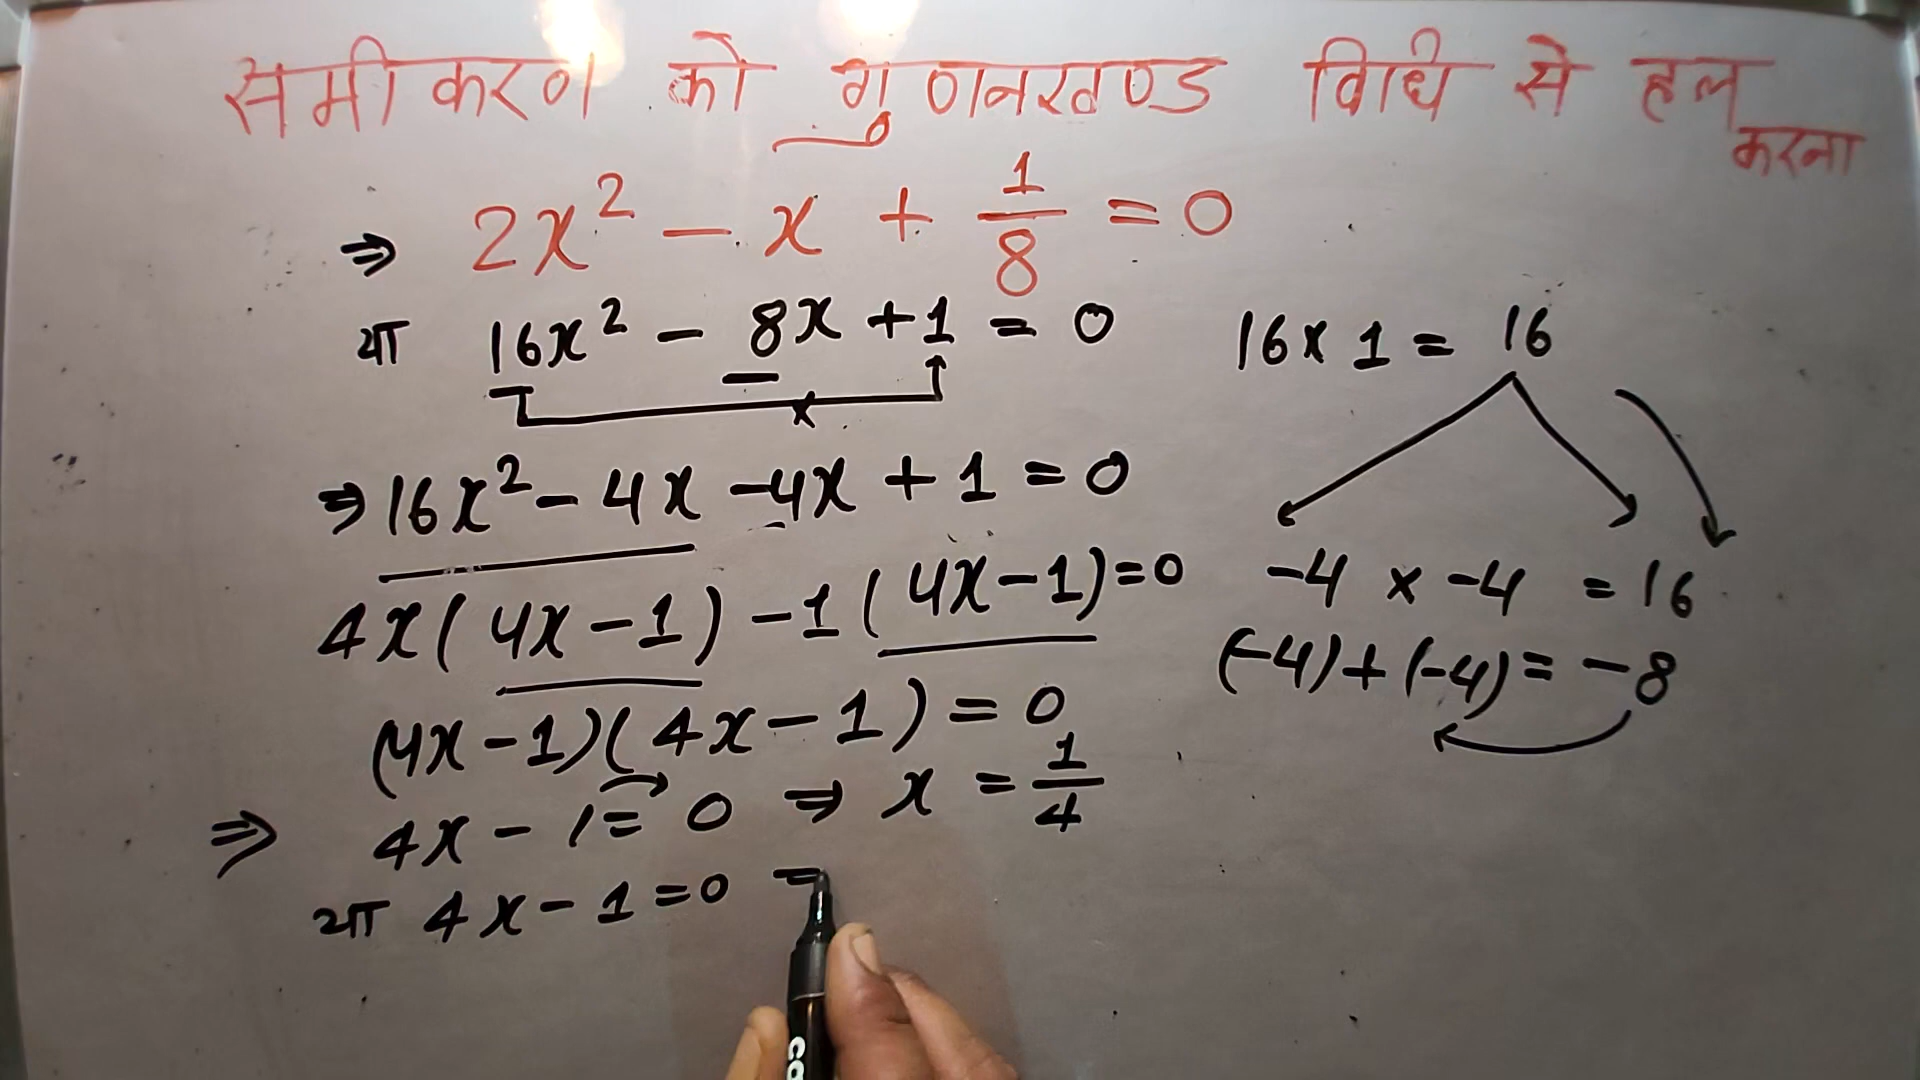 समीकरण को गुणनखण्ड विधि से हल करना
⇒ 2x² - x + 1/8 = 0
या 16x² - 8x + 1 = 0
x
16 x 1 = 16
⇒ 16x² - 4x - 4x + 1 = 0
4x(4x-1) -1(4x-1)=0
-4 x -4 = 16
(-4)+(-4) = -8
(4x-1)(4x-1) = 0
⇒ 4x - 1 = 0 ⇒ x = 1/4
या 4x - 1 = 0 =